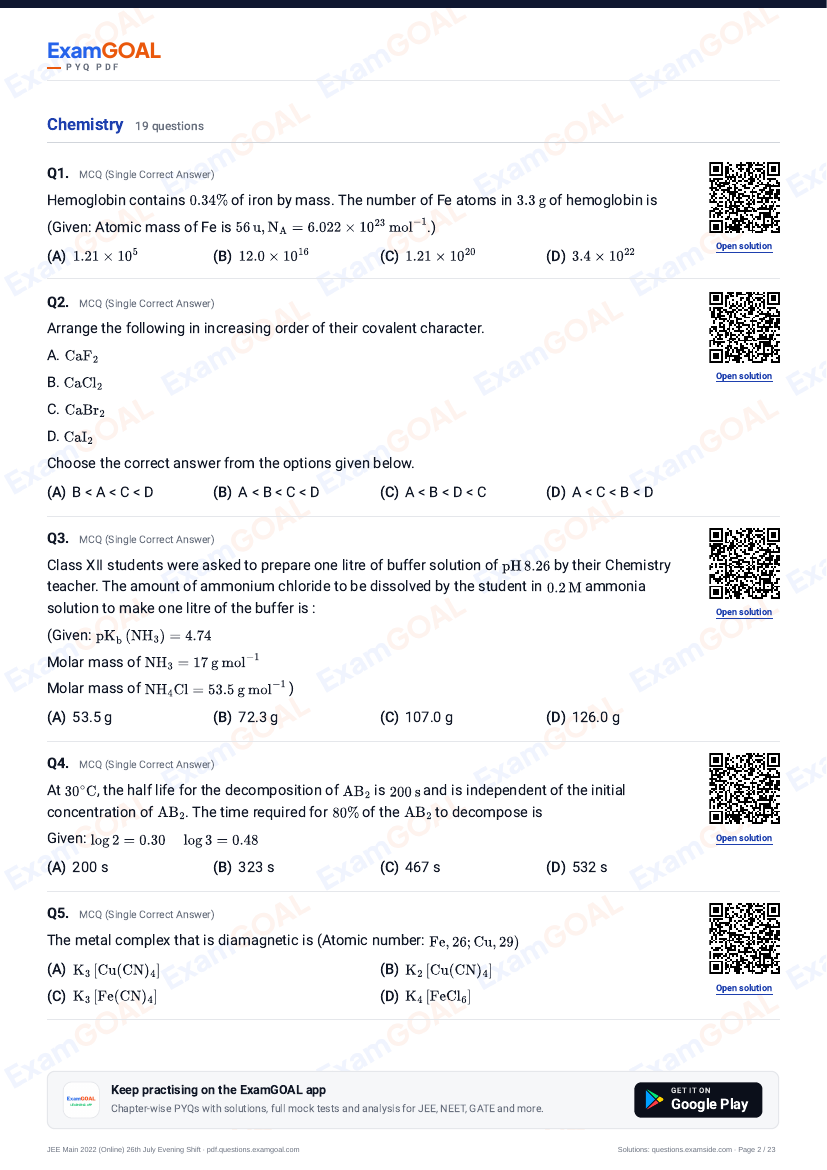 ExamGOAL
PYQ PDF
Chemistry 19 questions
Q1. MCQ (Single Correct Answer)
Hemoglobin contains 0.34% of iron by mass. The number of Fe atoms in 3.3 g of hemoglobin is
(Given: Atomic mass of Fe is 56 u, N_A = 6.022 × 10^23 mol^−1.)
(A) 1.21 × 10^5 (B) 12.0 × 10^16 (C) 1.21 × 10^20 (D) 3.4 × 10^22
Open solution
Q2. MCQ (Single Correct Answer)
Arrange the following in increasing order of their covalent character.
A. CaF₂
B. CaCl₂
C. CaBr₂
D. CaI₂
Choose the correct answer from the options given below.
(A) B < A < C < D (B) A < B < C < D (C) A < B < D < C (D) A < C < B < D
Open solution
Q3. MCQ (Single Correct Answer)
Class XII students were asked to prepare one litre of buffer solution of pH 8.26 by their Chemistry
teacher. The amount of ammonium chloride to be dissolved by the student in 0.2 M ammonia
solution to make one litre of the buffer is :
(Given: pK_b (NH₃) = 4.74
Molar mass of NH₃ = 17 g mol^−1
Molar mass of NH₄Cl = 53.5 g mol^−1 )
(A) 53.5 g (B) 72.3 g (C) 107.0 g (D) 126.0 g
Open solution
Q4. MCQ (Single Correct Answer)
At 30°C, the half life for the decomposition of AB₂ is 200 s and is independent of the initial
concentration of AB₂. The time required for 80% of the AB₂ to decompose is
Given: log 2 = 0.30 log 3 = 0.48
(A) 200 s (B) 323 s (C) 467 s (D) 532 s
Open solution
Q5. MCQ (Single Correct Answer)
The metal complex that is diamagnetic is (Atomic number: Fe, 26; Cu, 29)
(A) K₃ [Cu(CN)₄] (B) K₂ [Cu(CN)₄]
(C) K₃ [Fe(CN)₄] (D) K₄ [FeCl₆]
Open solution
Keep practising on the ExamGOAL app
Chapter-wise PYQs with solutions, full mock tests and analysis for JEE, NEET, GATE and more.
GET IT ON
Google Play
JEE Main 2022 (Online) 26th July Evening Shift · pdf.questions.examgoal.com
Solutions: questions.examside.com · Page 2 / 23